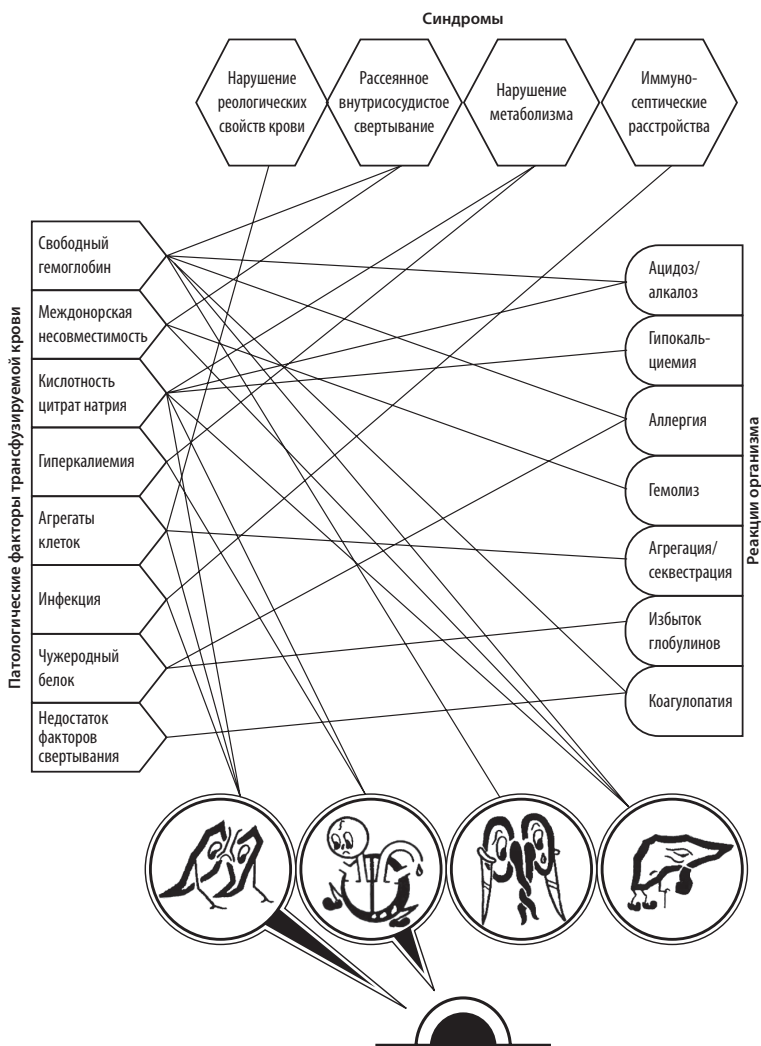 Синдромы
Нарушение
реологических
свойств крови
Рассеянное
внутрисосудистое
свертывание
Нарушение
метаболизма
Иммуно-
септические
расстройства
Патологические факторы трансфузируемой крови
Свободный
гемоглобин
Междонорская
несовместимость
Кислотность
цитрат натрия
Гиперкалиемия
Агрегаты
клеток
Инфекция
Чужеродный
белок
Недостаток
факторов
свертывания
Ацидоз/
алкалоз
Гипокаль-
циемия
Аллергия
Гемолиз
Агрегация/
секвестрация
Избыток
глобулинов
Коагулопатия
Реакции организма